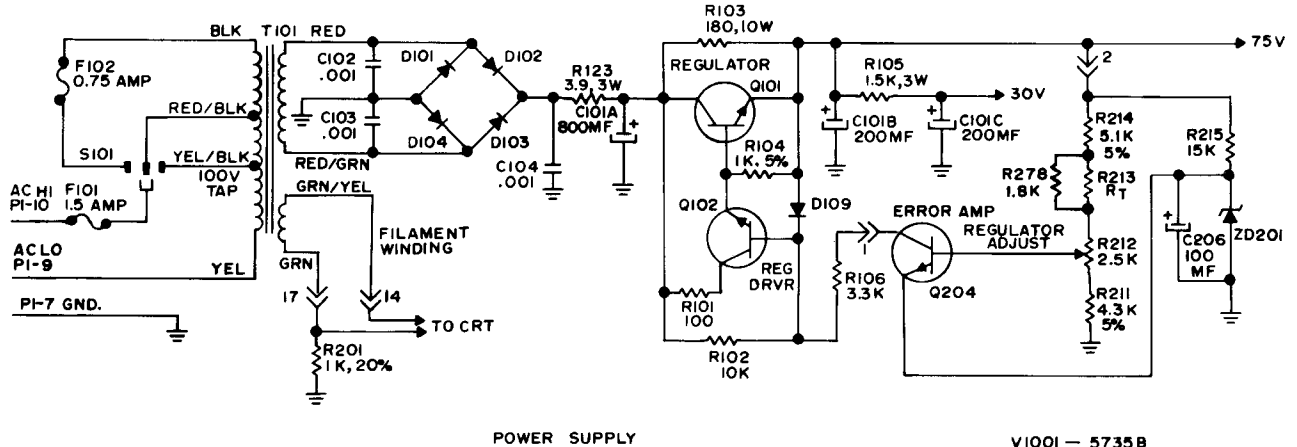 BLK T101 RED
F102
0.75 AMP
RED/BLK
S101
YEL/BLK
100V
TAP
AC HI
P1-10
F101
1.5 AMP
AC LO
P1-9
YEL
P1-7 GND.
C102
.001
C103
.001
RED/GRN
GRN/YEL
FILAMENT
WINDING
GRN
17
14
TO CRT
R201
1K, 20%
D101
D102
D104
D103
C104
.001
R123
3.9, 3W
C101A
800MF
+
R103
180, 10W
REGULATOR
Q101
R104
1K, 5%
Q102
D109
REG
DRVR
R101
100
R102
10K
R105
1.5K, 3W
75V
30V
+
C101B
200MF
+
C101C
200MF
R106
3.3K
1
ERROR AMP
REGULATOR
ADJUST
Q204
2
R214
5.1K
5%
R278
1.8K
R213
RT
R212
2.5K
R211
4.3K
5%
R215
15K
+
C206
100
MF
ZD201
POWER SUPPLY
V1001 — 5735B